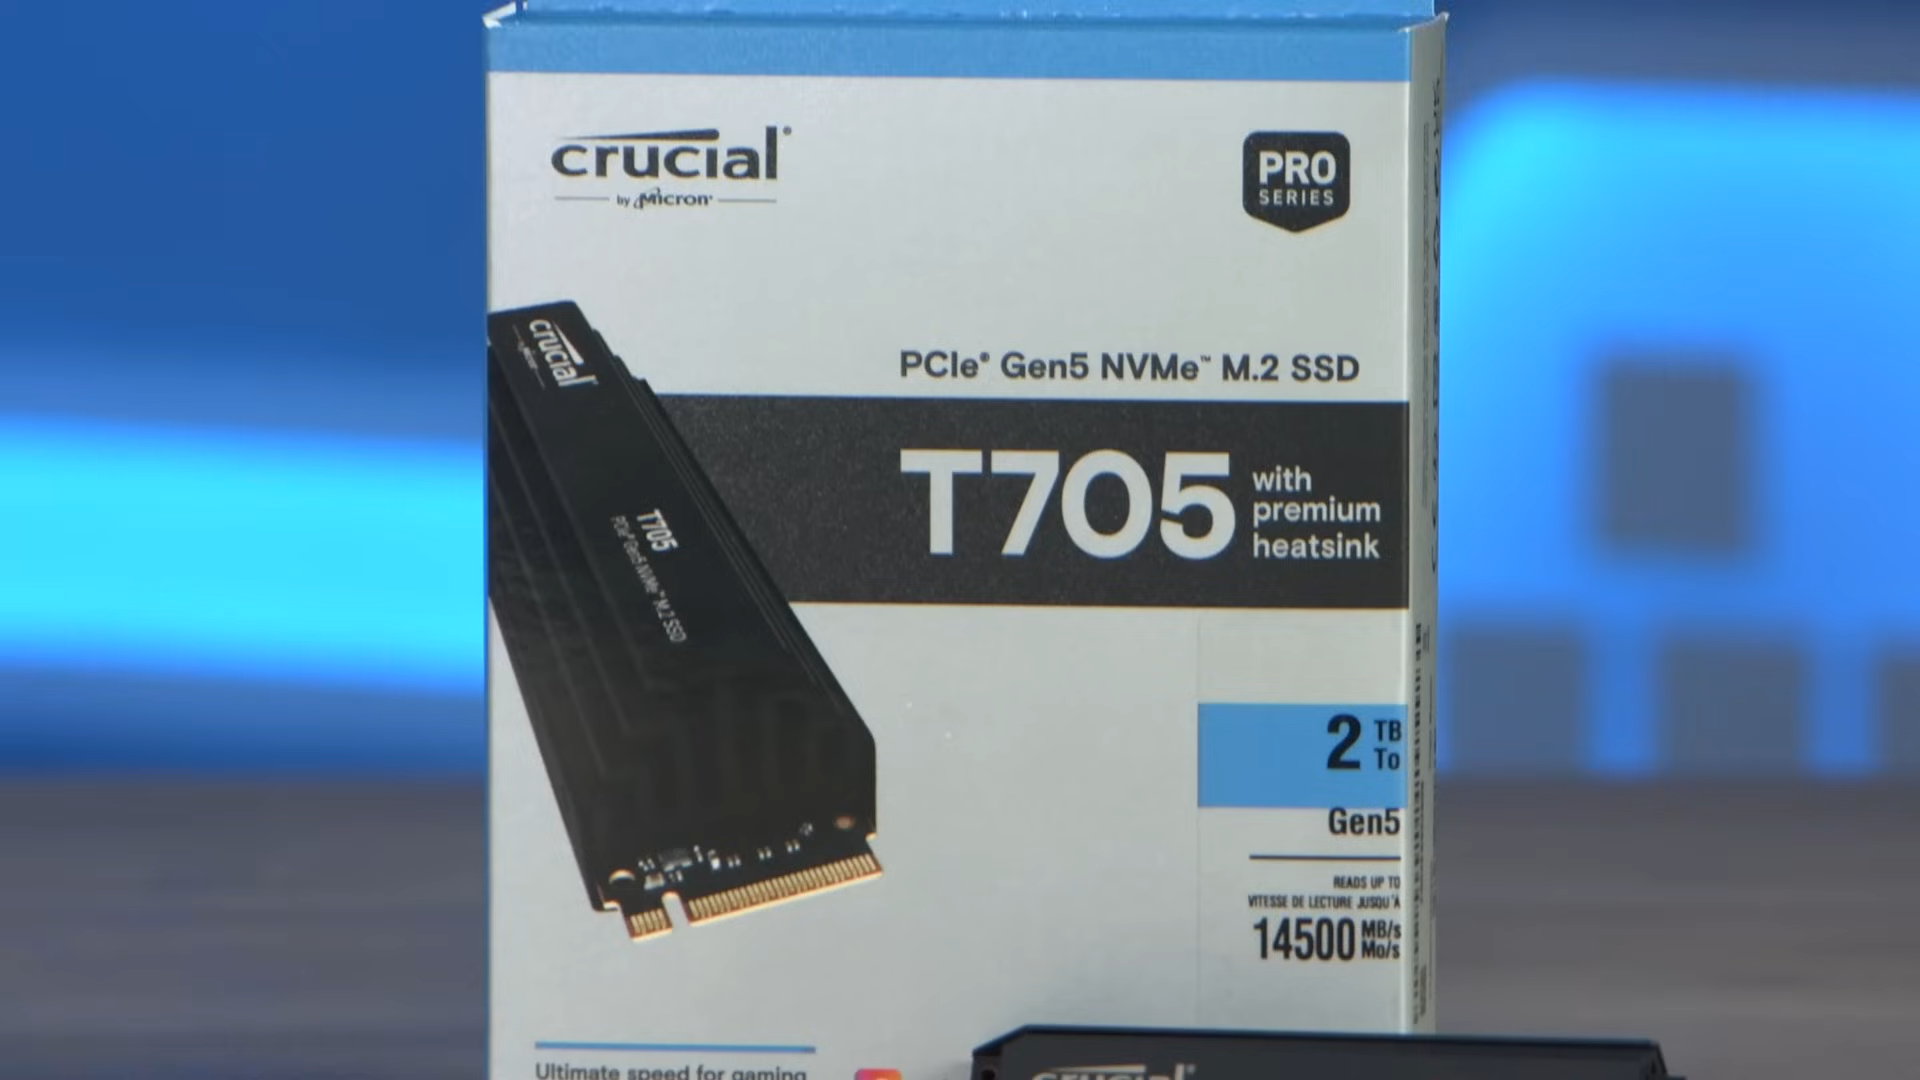 crucial
by Micron
PRO
SERIES
crucial
PCIe® Gen5 NVMe™ M.2 SSD
T705
with
premium
heatsink
T705
PCIe® Gen5 NVMe™ M.2 SSD
2 TB
To
Gen5
READS UP TO
VITESSE DE LECTURE JUSQU'À
14500 MB/s
Mo/s
Ultimate speed for gaming
crucial